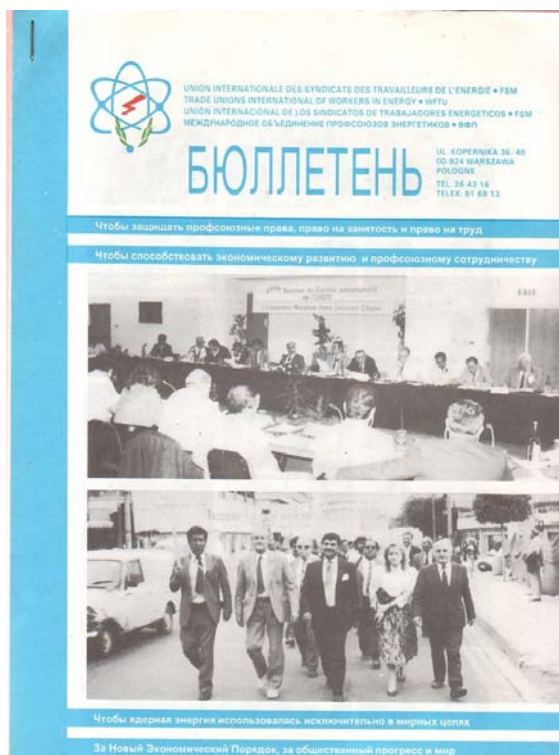 UNION INTERNATIONALE DES SYNDICATS DES TRAVAILLEURS DE L'ENERGIE • FSM
TRADE UNIONS INTERNATIONAL OF WORKERS IN ENERGY • WFTU
UNION INTERNACIONAL DE LOS SINDICATOS DE TRABAJADORES ENERGETICOS • FSM
МЕЖДУНАРОДНОЕ ОБЪЕДИНЕНИЕ ПРОФСОЮЗОВ ЭНЕРГЕТИКОВ • ВФП
БЮЛЛЕТЕНЬ
UL. KOPERNIKA 36/40
00-924 WARSZAWA
POLOGNE
TEL. 26 43 16
TELEX: 81 69 13
Чтобы защищать профсоюзные права, право на занятость и право на труд
Чтобы способствовать экономическому развитию и профсоюзному сотрудничеству
Чтобы ядерная энергия использовалась исключительно в мирных целях
За Новый Экономический Порядок, за общественный прогресс и мир